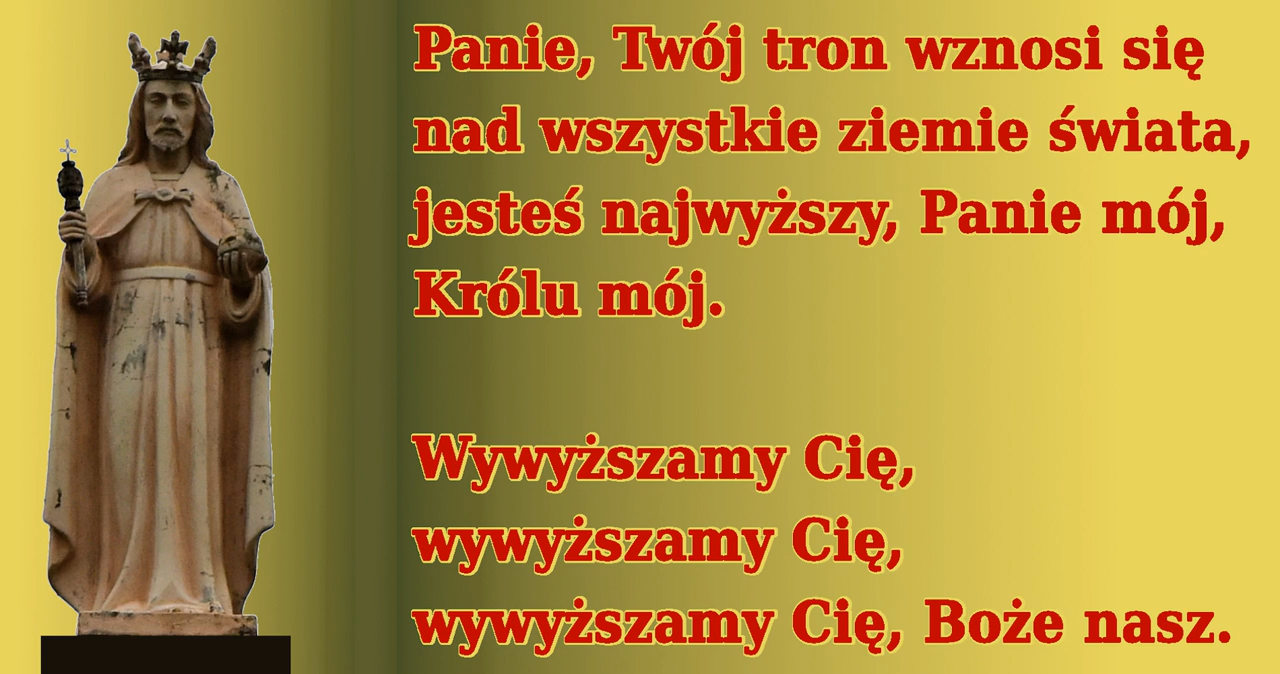 Panie, Twój tron wznosi się
nad wszystkie ziemie świata,
jesteś najwyższy, Panie mój,
Królu mój.
Wywyższamy Cię,
wywyższamy Cię,
wywyższamy Cię, Boże nasz.